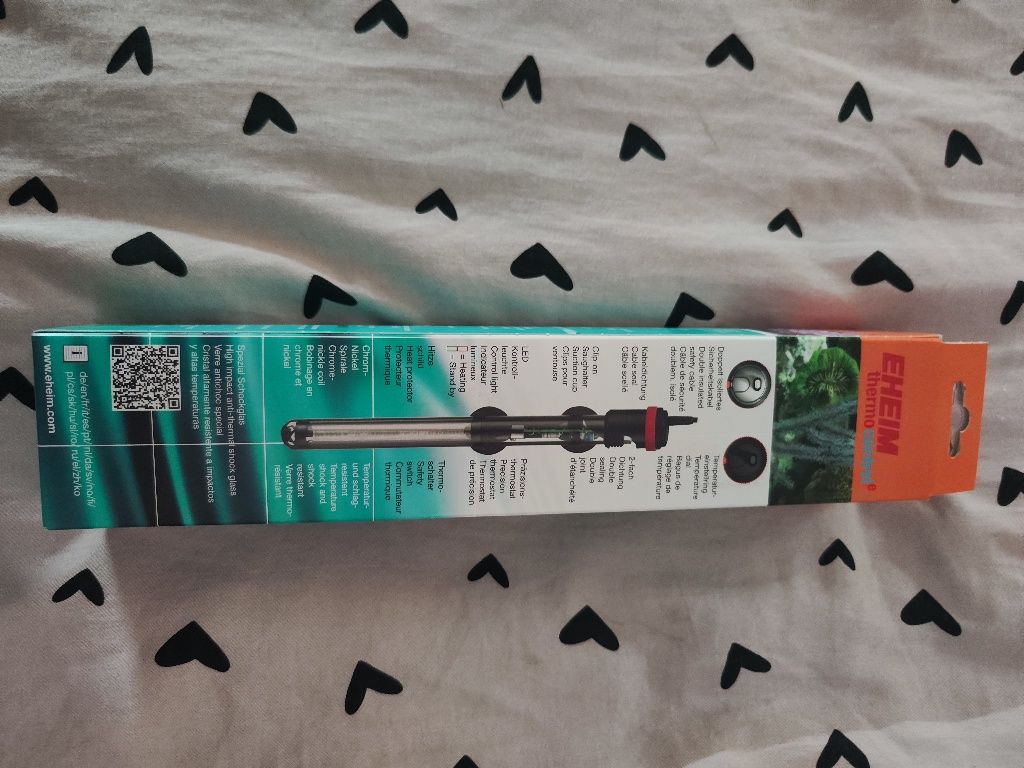 EHEIM
thermo control e
Doppelt isoliertes
Sicherheitskabel
Double insulated
safety cable
Câble de sécurité
doublem. isolé
Temperatur-
einstellring
Temperature
dial
Bague de
réglage de
température
Kabeldichtung
Cable seal
Câble scellé
2-fach
Dichtung
Double
sealing
Double
joint
d'étanchéité
Clip on
Saughalter
Suction cup
Clips pour
ventouse
LED
Kontroll-
leuchte
Control light
Indicateur
lumineux
= Heating
= Stand by
Präzisions-
thermostat
Precision
thermostat
Thermostat
de précision
Hitze
schild
Heat protector
Protecteur
thermique
Thermo-
schalter
Safety
switch
Commutateur
thermique
Chrom-
Nickel
Spirale
Chrome-
nickle coil
Bobinage en
chrome et
nickel
Temperatur-
und schlag-
resistent
Temperature
shock and
shock
resistant
Verre thermo-
résistant
Spezial Schockglas
High impact anti-thermal shock glass
Verre antichoc spécial
Cristal altamente resistente a impactos
y altas temperaturas
i
de/en/fr/it/es/pt/nl/da/sv/no/fi/
pl/cs/sk/hu/sl/ro/ru/el/zh/ko
www.eheim.com